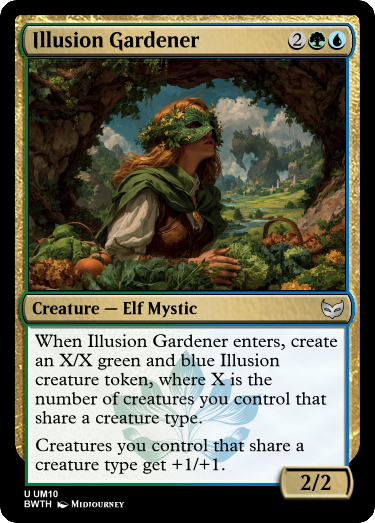 Illusion Gardener 2
Creature — Elf Mystic
When Illusion Gardener enters, create
an X/X green and blue Illusion
creature token, where X is the
number of creatures you control that
share a creature type.
Creatures you control that share a
creature type get +1/+1.
2/2
U UM10
BWTH Midjourney